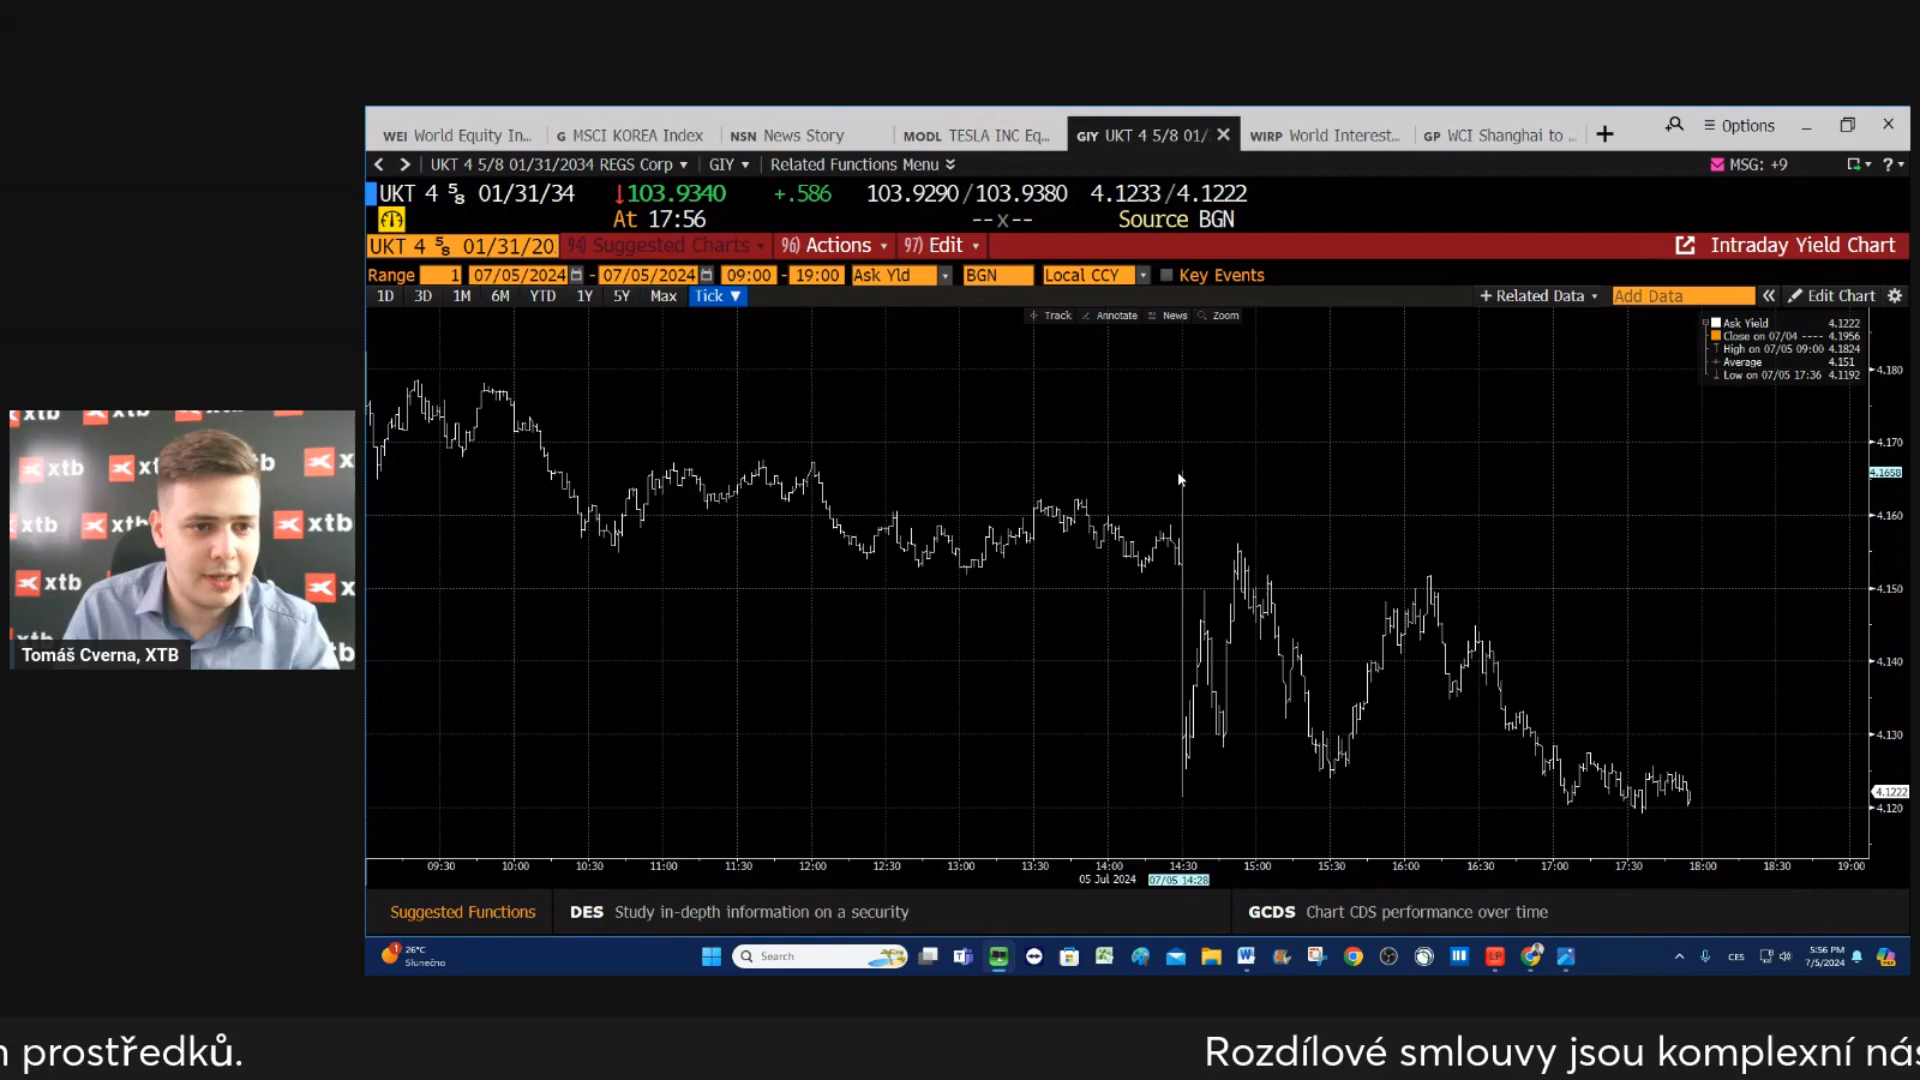 WEI World Equity In...
G MSCI KOREA Index
NSN News Story
MODL TESLA INC Eq...
GIY UKT 4 5/8 01/
WIRP World Interest...
GP WCI Shanghai to ...
Options
UKT 4 5/8 01/31/2034 REGS Corp
GIY
Related Functions Menu
MSG: +9
UKT 4 5/8 01/31/34
↓103.9340
+.586
103.9290/103.9380
4.1233/4.1222
At 17:56
--x--
Source BGN
UKT 4 5/8 01/31/20
94) Suggested Charts
96) Actions
97) Edit
Intraday Yield Chart
Range 1 07/05/2024 - 07/05/2024 09:00 - 19:00 Ask Yld BGN Local CCY Key Events
1D 3D 1M 6M YTD 1Y 5Y Max Tick ▼
+ Related Data
Add Data
« Edit Chart
Track Annotate News Zoom
Ask Yield 4.1222
Close on 07/04 ---- 4.1956
High on 07/05 09:00 4.1824
Average 4.151
Low on 07/05 17:36 4.1192
4.180
4.170
4.1658
4.160
4.150
4.140
4.130
4.1222
4.120
xtb
xtb
xtb
xtb
xtb
xtb
Tomáš Cverna, XTB
09:30 10:00 10:30 11:00 11:30 12:00 12:30 13:00 13:30 14:00 14:30 15:00 15:30 16:00 16:30 17:00 17:30 18:00 18:30 19:00
05 Jul 2024
07/05 14:28
Suggested Functions
DES Study in-depth information on a security
GCDS Chart CDS performance over time
1
26°C
Slunečno
Search
CES
5:56 PM
7/5/2024
prostředků.
Rozdílové smlouvy jsou komplexní nás